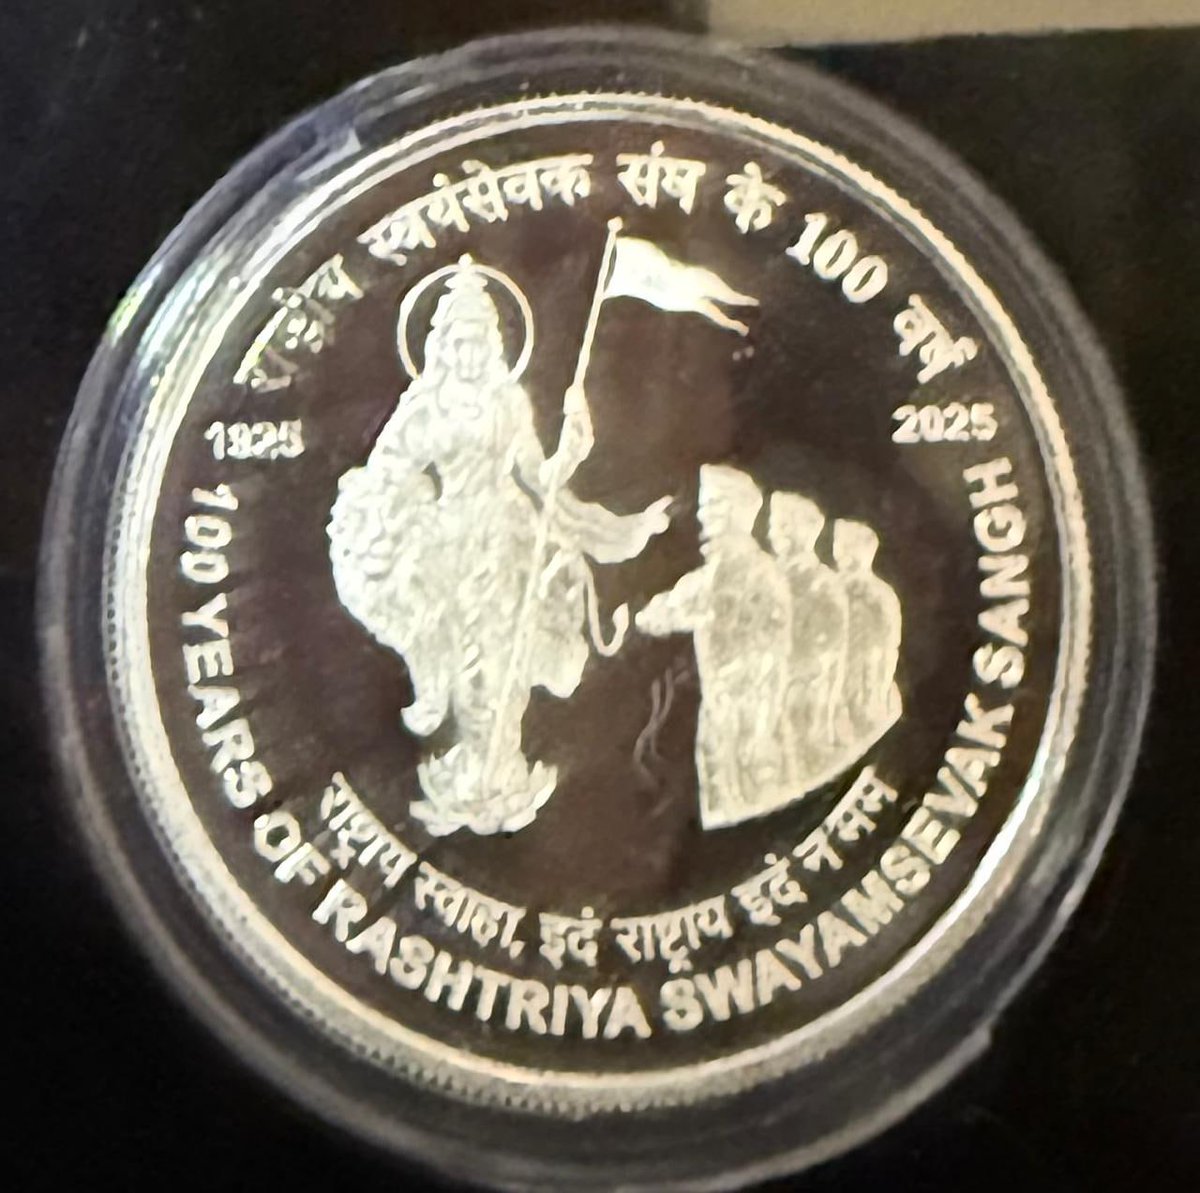 राष्ट्रीय स्वयंसेवक संघ के 100 वर्ष
1925
2025
राष्ट्राय स्वाहा, इदं राष्ट्राय इदं न मम
100 YEARS OF RASHTRIYA SWAYAMSEVAK SANGH